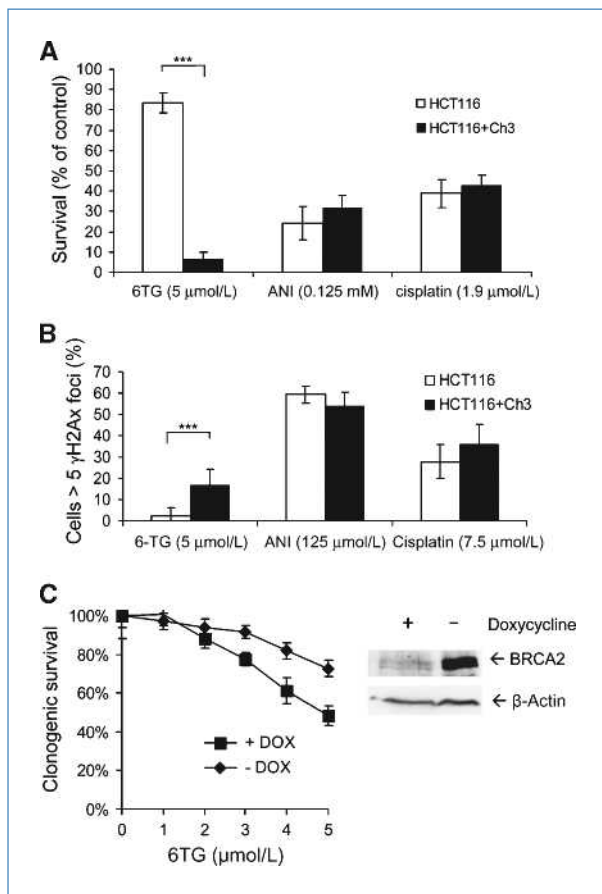 A
***
HCT116
HCT116+Ch3
Survival (% of control)
100
90
80
70
60
50
40
30
20
10
0
6TG (5 μmol/L) ANI (0.125 mM) cisplatin (1.9 μmol/L)
B
***
HCT116
HCT116+Ch3
Cells > 5 γH2Ax foci (%)
70
60
50
40
30
20
10
0
6-TG (5 μmol/L) ANI (125 μmol/L) Cisplatin (7.5 μmol/L)
C
Clonogenic survival
100%
80%
60%
40%
20%
0%
+ DOX
- DOX
0 1 2 3 4 5
6TG (μmol/L)
+ – Doxycycline
← BRCA2
← β-Actin